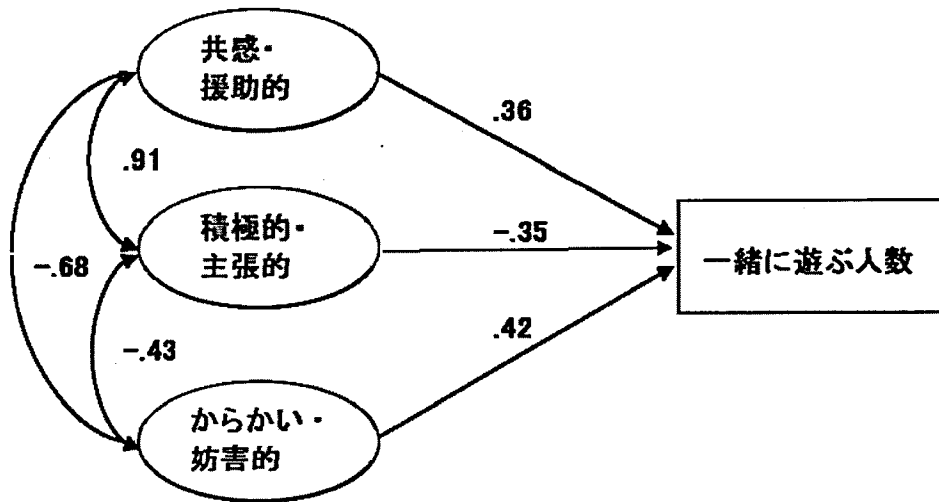 共感・
援助的
.36
.91
積極的・
主張的
-.35
一緒に遊ぶ人数
-.68
-.43
.42
からかい・
妨害的